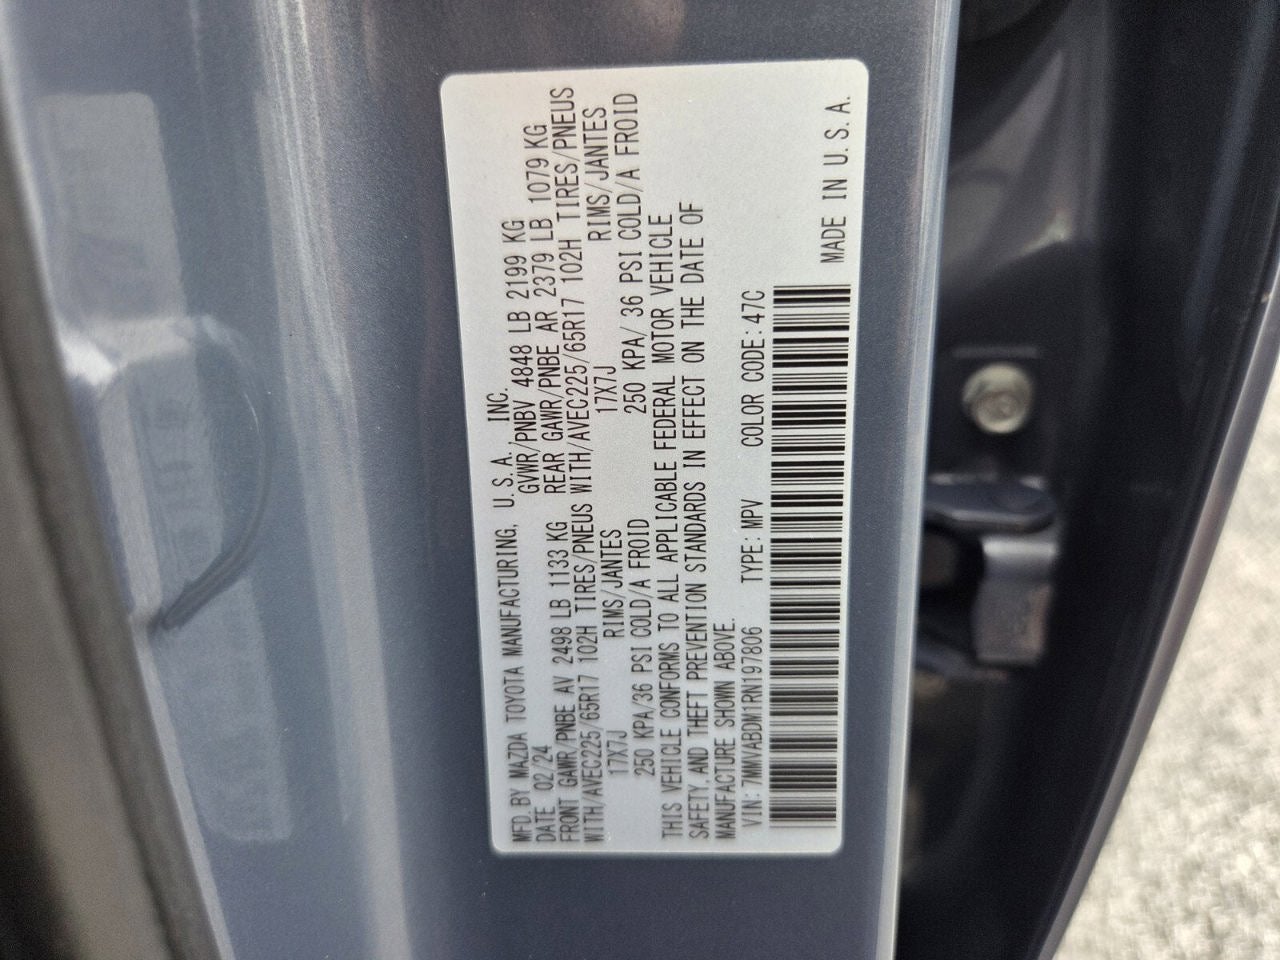 MFD. BY MAZDA TOYOTA MANUFACTURING, U.S.A., INC.
DATE 02/24 GVWR/PNBV 4848 LB 2199 KG
FRONT GAWR/PNBE AV 2498 LB 1133 KG REAR GAWR/PNBE AR 2379 LB 1079 KG
WITH/AVEC225/65R17 102H TIRES/PNEUS WITH/AVEC225/65R17 102H TIRES/PNEUS
17X7J RIMS/JANTES 17X7J RIMS/JANTES
250 KPA/36 PSI COLD/A FROID 250 KPA/ 36 PSI COLD/A FROID
THIS VEHICLE CONFORMS TO ALL APPLICABLE FEDERAL MOTOR VEHICLE
SAFETY, AND THEFT PREVENTION STANDARDS IN EFFECT ON THE DATE OF
MANUFACTURE SHOWN ABOVE.
VIN: 7MMVABDM1RN197806 TYPE: MPV COLOR CODE: 47C
MADE IN U.S.A.